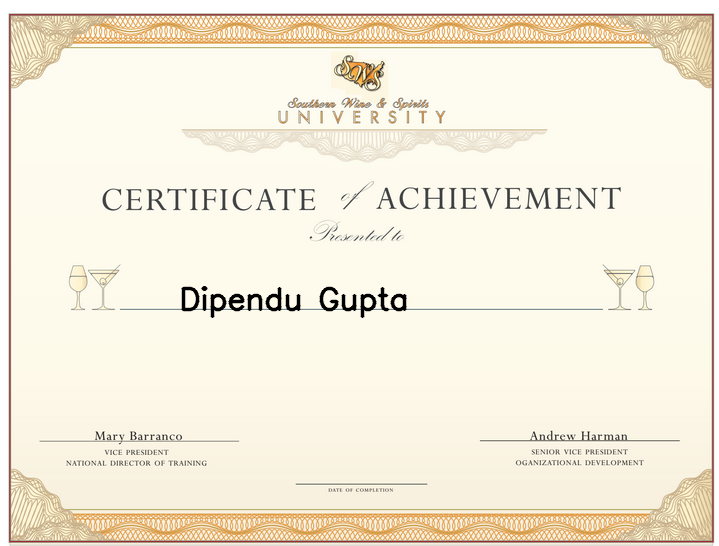 SWS
Southern Wine & Spirits
UNIVERSITY
CERTIFICATE of ACHIEVEMENT
Presented to
Dipendu Gupta
Mary Barranco
VICE PRESIDENT
NATIONAL DIRECTOR OF TRAINING
Andrew Harman
SENIOR VICE PRESIDENT
OGANIZATIONAL DEVELOPMENT
DATE OF COMPLETION